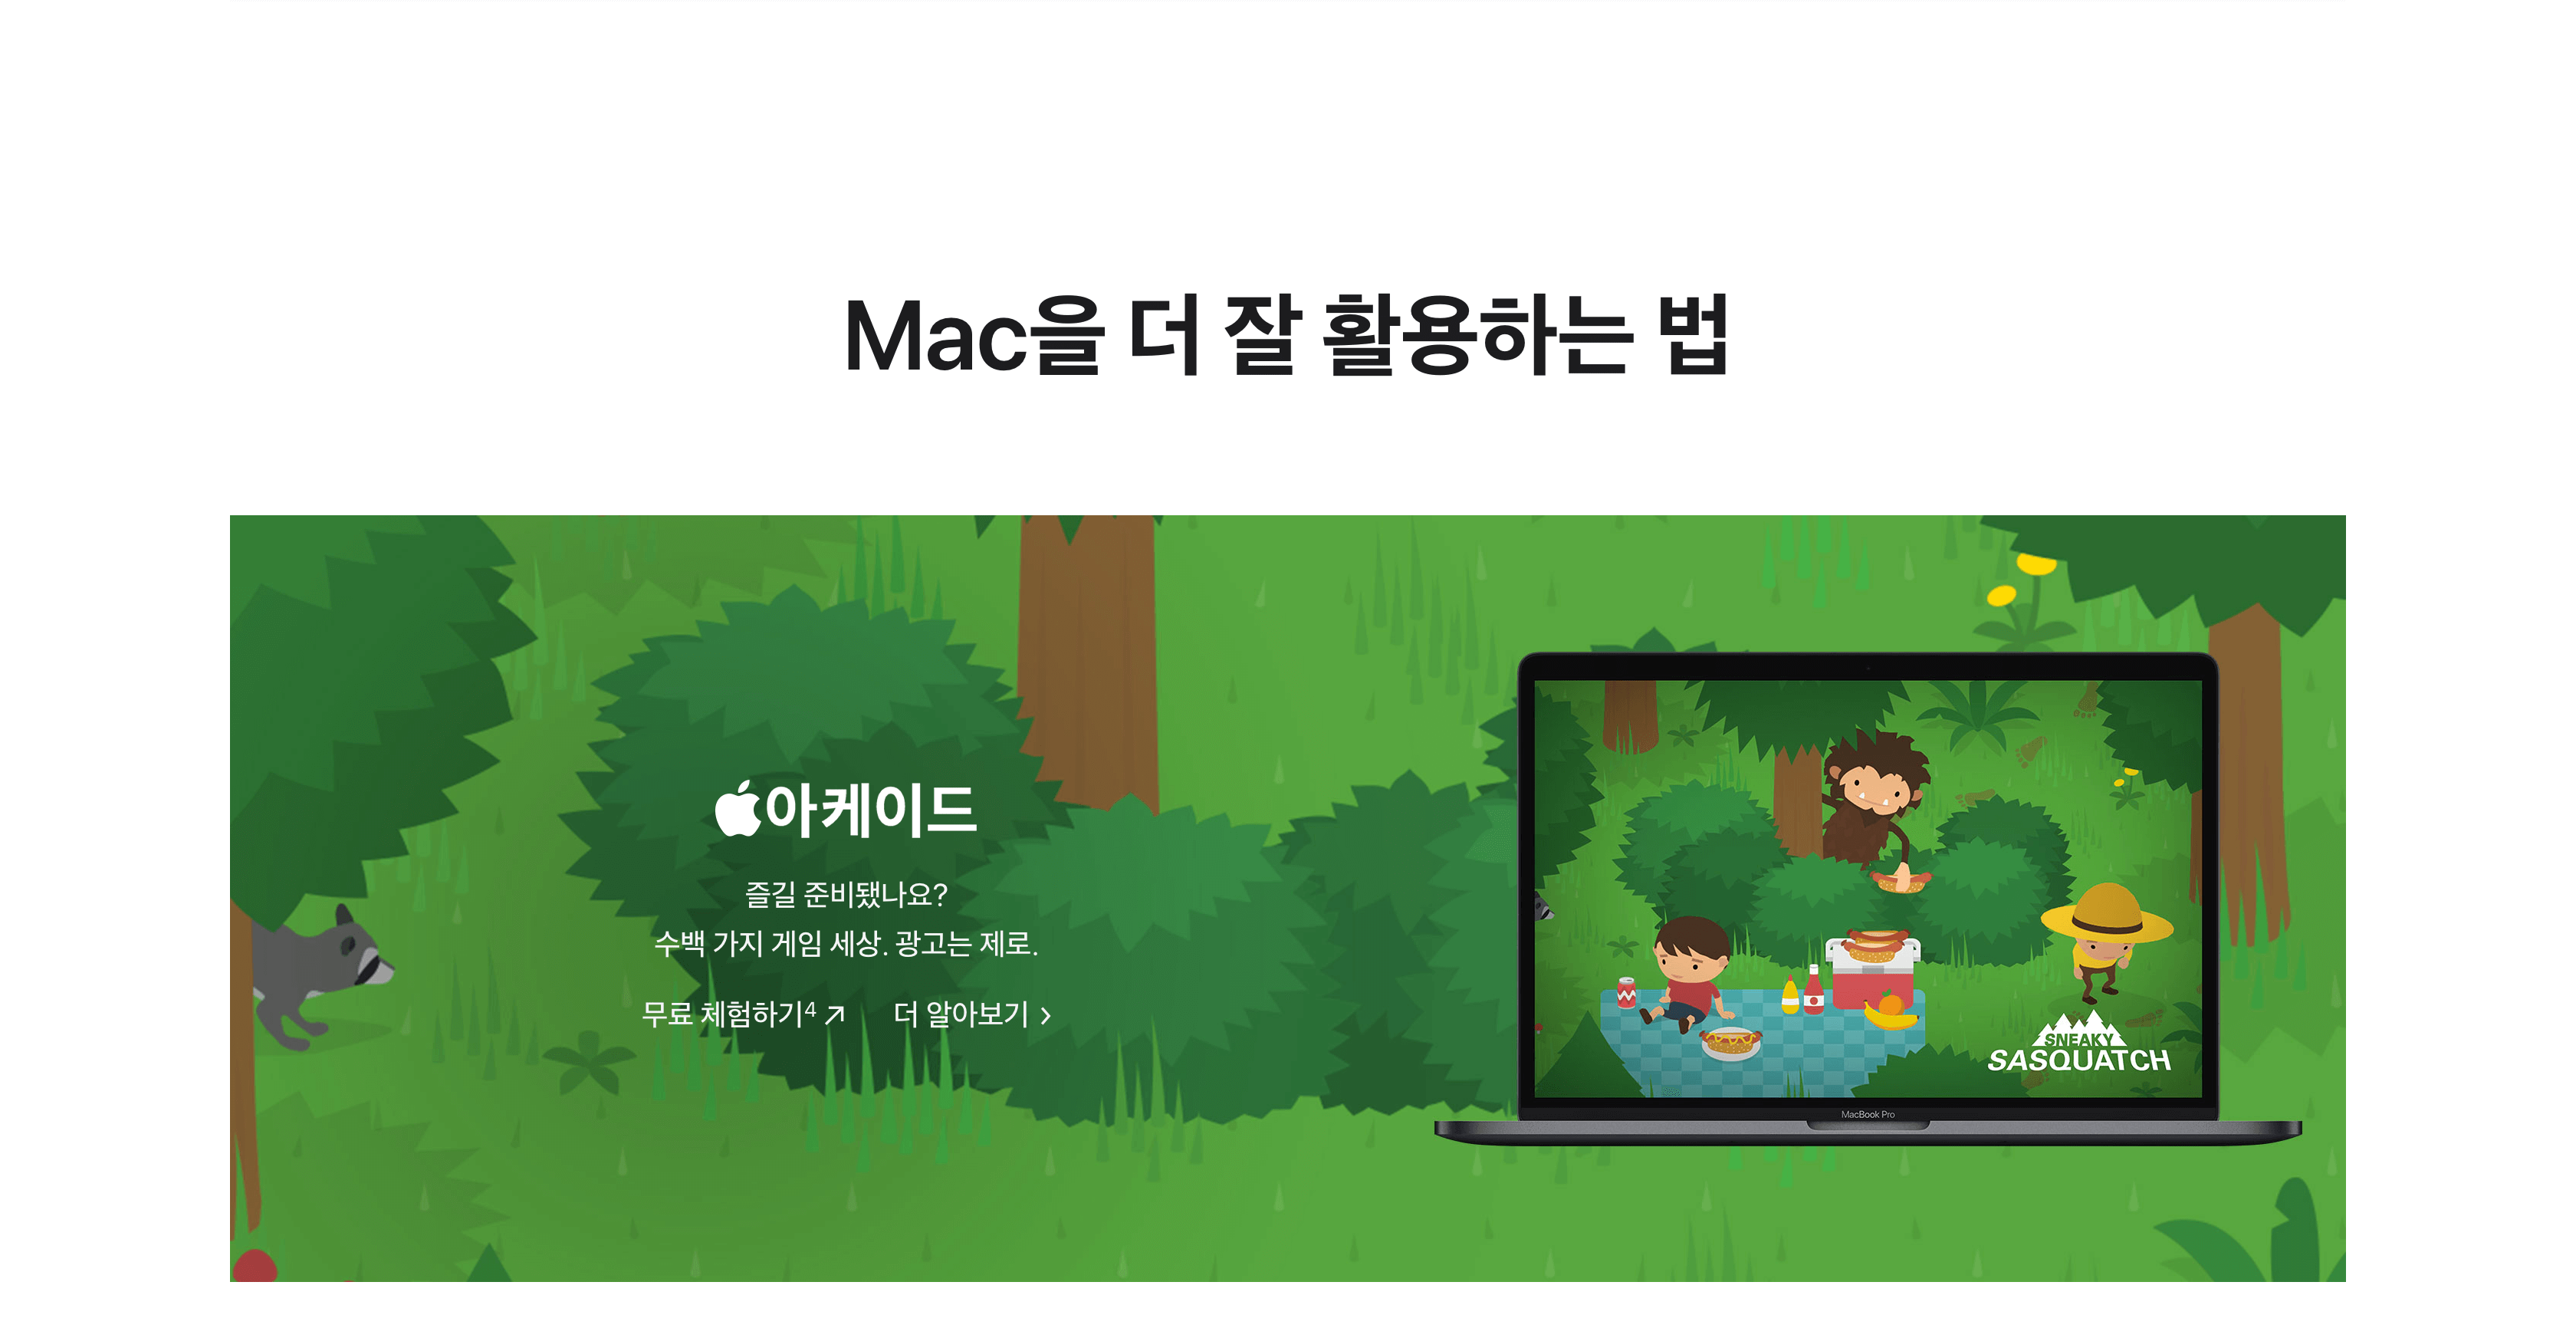 Mac을 더 잘 활용하는 법
아케이드
즐길 준비됐나요?
수백 가지 게임 세상. 광고는 제로.
무료 체험하기4 더 알아보기
SNEAKY
SASQUATCH
MacBook Pro